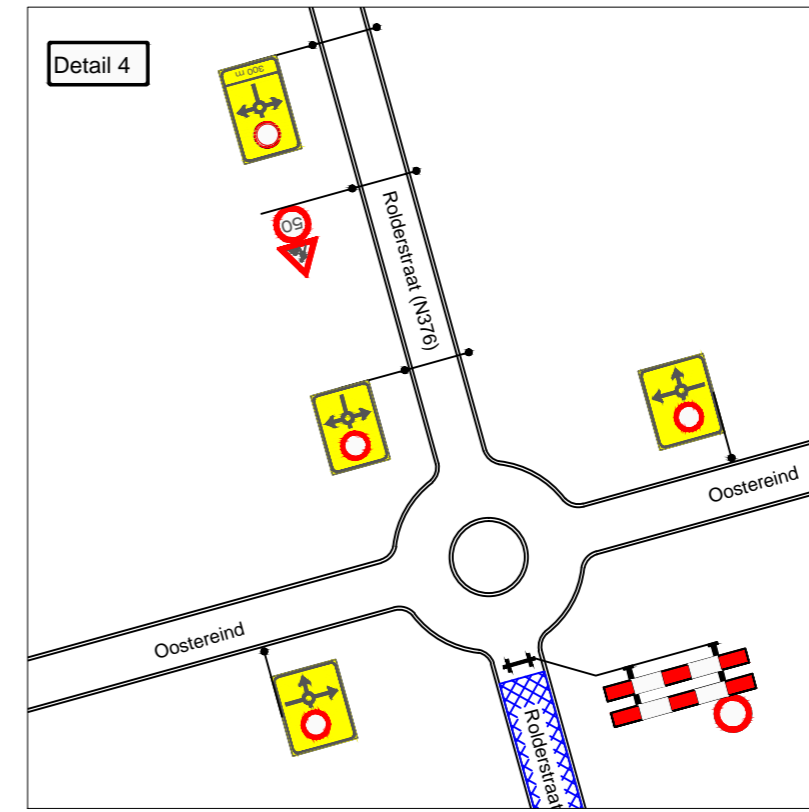 Detail 4
300 m
50
Rolderstraat (N376)
Oostereind
Oostereind
Rolderstraat